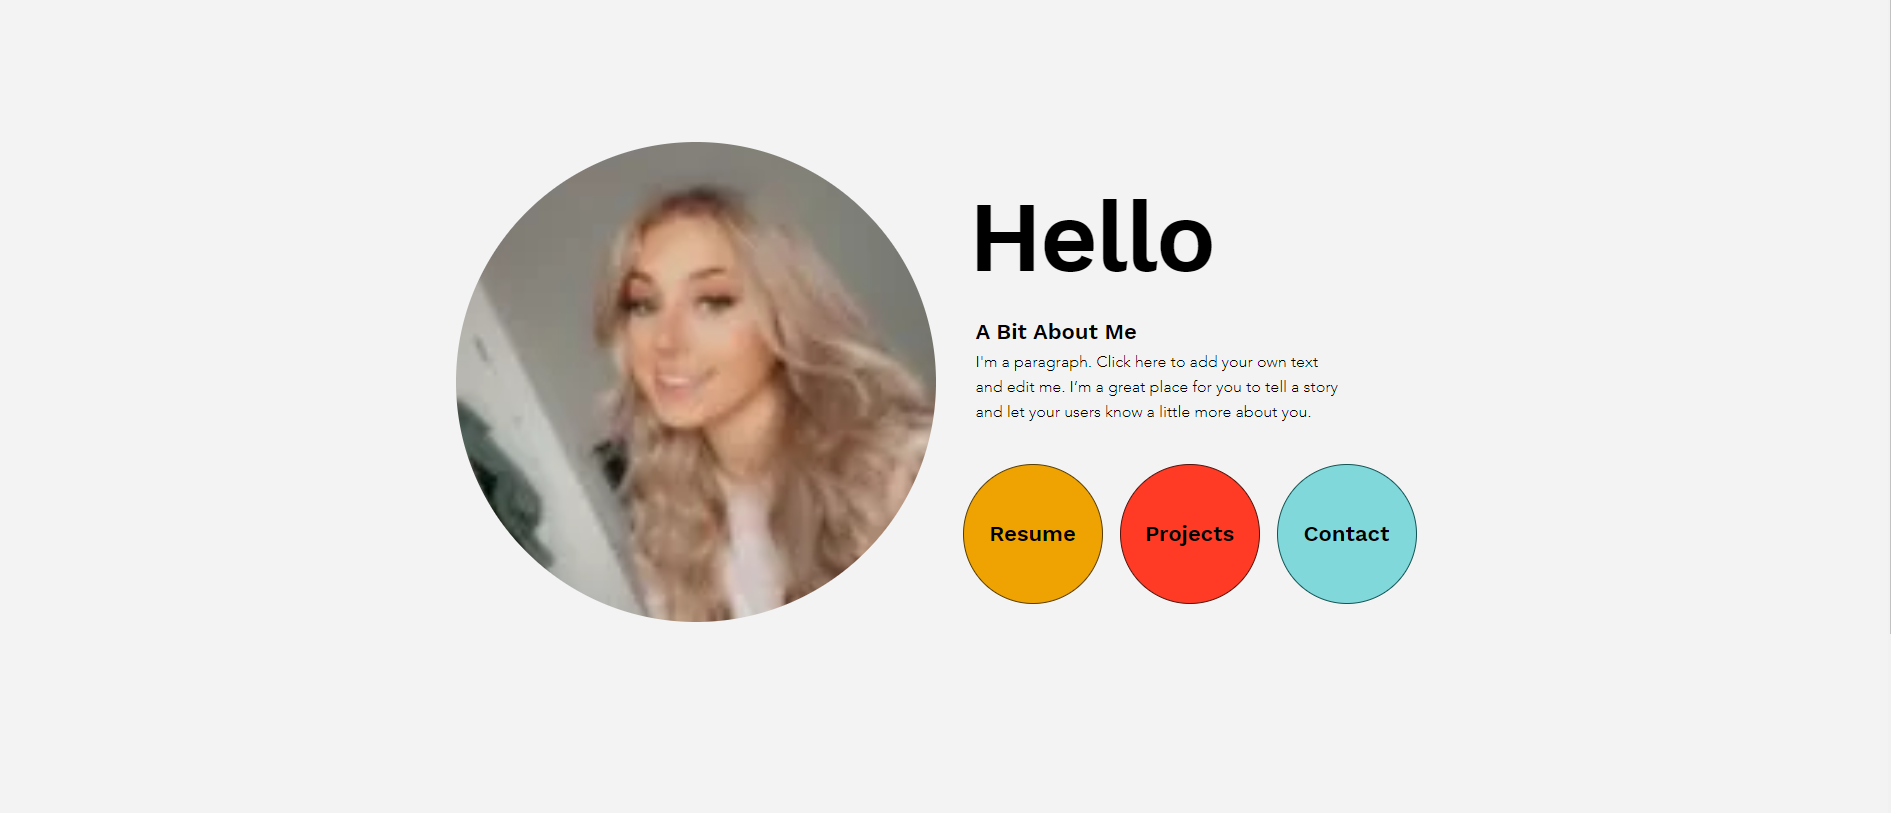 Hello
A Bit About Me
I'm a paragraph. Click here to add your own text
and edit me. I’m a great place for you to tell a story
and let your users know a little more about you.
Resume Projects Contact